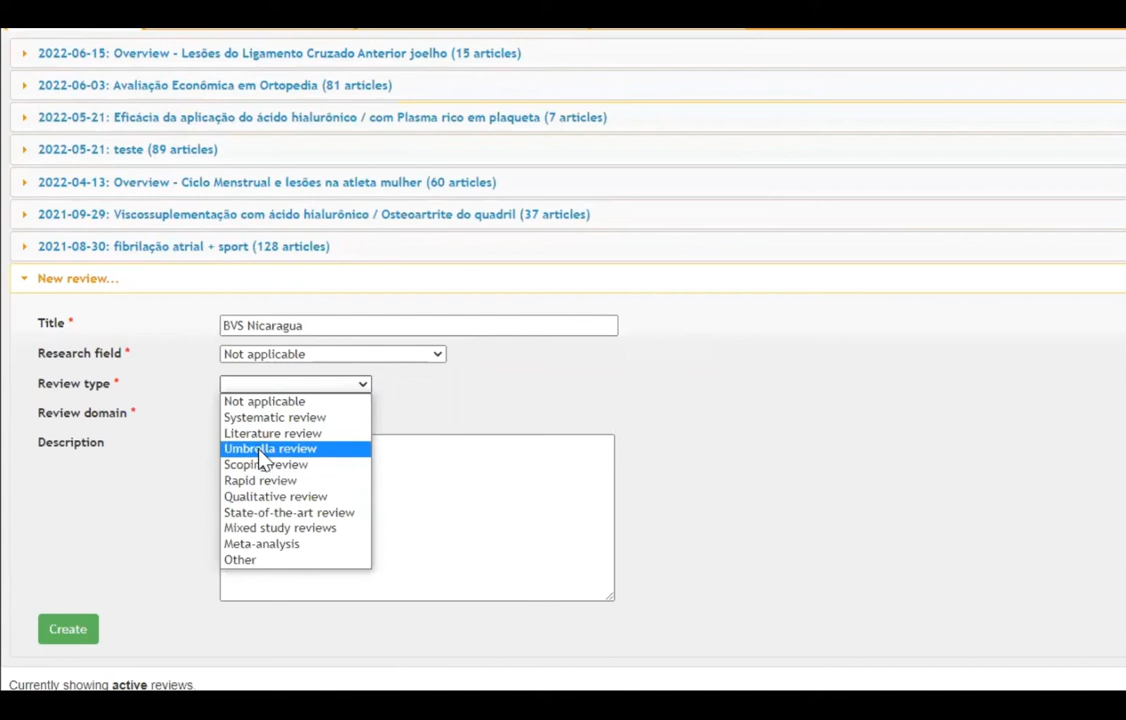 2022-06-15: Overview - Lesões do Ligamento Cruzado Anterior joelho (15 articles)
2022-06-03: Avaliação Econômica em Ortopedia (81 articles)
2022-05-21: Eficácia da aplicação do ácido hialurônico / com Plasma rico em plaqueta (7 articles)
2022-05-21: teste (89 articles)
2022-04-13: Overview - Ciclo Menstrual e lesões na atleta mulher (60 articles)
2021-09-29: Viscossuplementação com ácido hialurônico / Osteoartrite do quadril (37 articles)
2021-08-30: fibrilação atrial + sport (128 articles)
New review...
Title * BVS Nicaragua
Research field * Not applicable
Review type *
Not applicable
Systematic review
Review domain *
Literature review
Description
Umbrella review
Scoping review
Rapid review
Qualitative review
State-of-the-art review
Mixed study reviews
Meta-analysis
Other
Create
Currently showing active reviews.